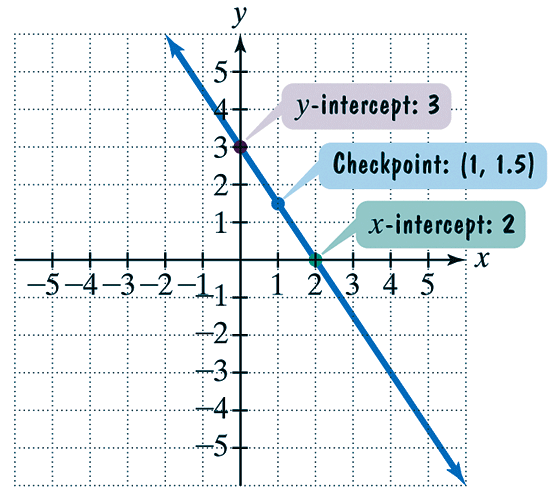 y
5
y-intercept: 3
4
3
Checkpoint: (1, 1.5)
2
x-intercept: 2
1
x
−5 −4 −3 −2 −1 1 2 3 4 5
−1
−2
−3
−4
−5